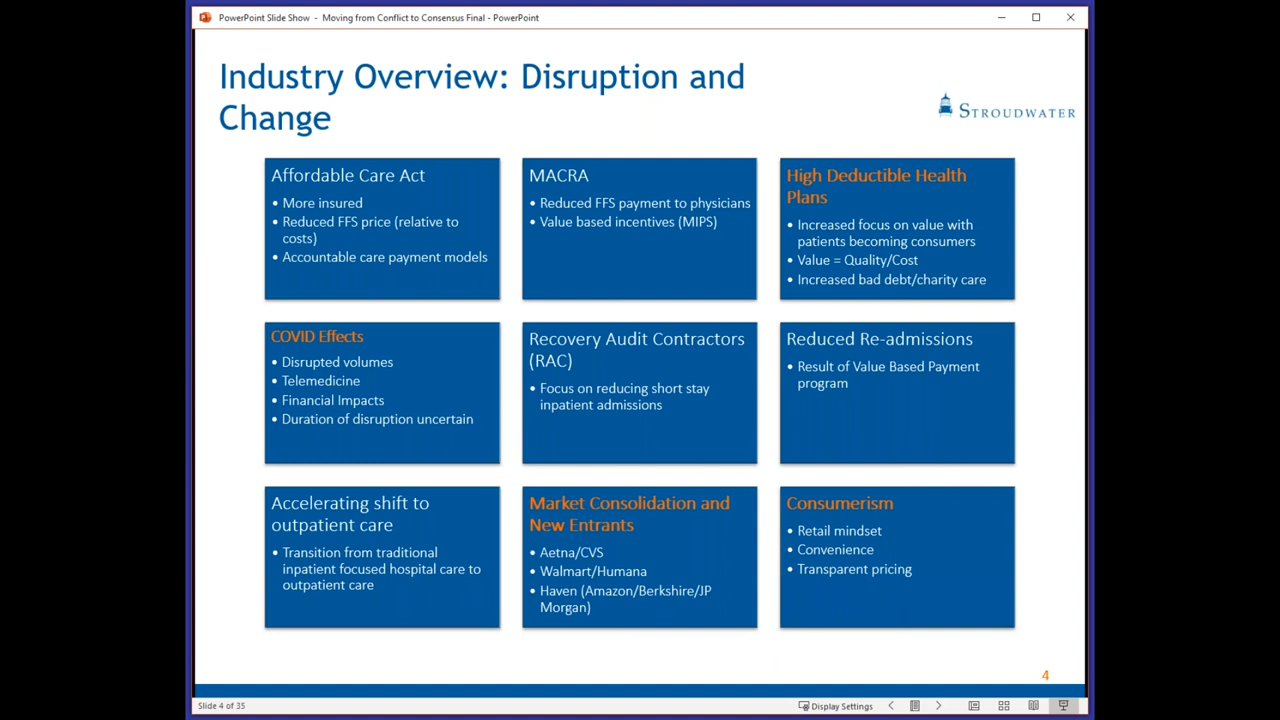 PowerPoint Slide Show - Moving from Conflict to Consensus Final - PowerPoint
Industry Overview: Disruption and
Change
STROUDWATER
Affordable Care Act
• More insured
• Reduced FFS price (relative to
costs)
• Accountable care payment models
MACRA
• Reduced FFS payment to physicians
• Value based incentives (MIPS)
High Deductible Health
Plans
• Increased focus on value with
patients becoming consumers
• Value = Quality/Cost
• Increased bad debt/charity care
COVID Effects
• Disrupted volumes
• Telemedicine
• Financial Impacts
• Duration of disruption uncertain
Recovery Audit Contractors
(RAC)
• Focus on reducing short stay
inpatient admissions
Reduced Re-admissions
• Result of Value Based Payment
program
Accelerating shift to
outpatient care
• Transition from traditional
inpatient focused hospital care to
outpatient care
Market Consolidation and
New Entrants
• Aetna/CVS
• Walmart/Humana
• Haven (Amazon/Berkshire/JP
Morgan)
Consumerism
• Retail mindset
• Convenience
• Transparent pricing
4
Slide 4 of 35
Display Settings